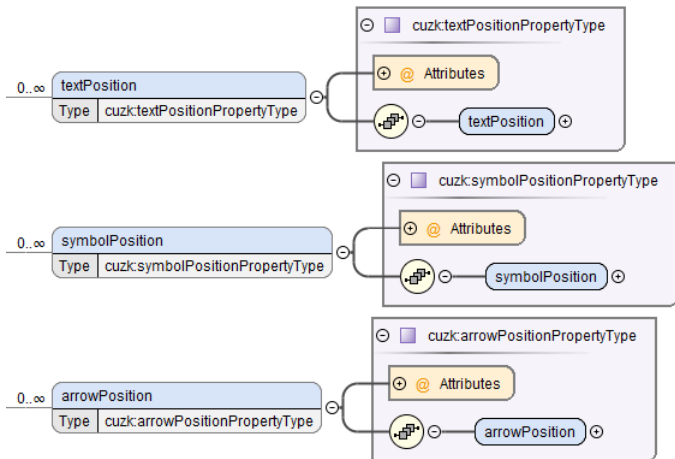 cuzk:textPositionPropertyType
0..∞
textPosition
@ Attributes
Type cuzk:textPositionPropertyType
textPosition
cuzk:symbolPositionPropertyType
0..∞
symbolPosition
@ Attributes
Type cuzk:symbolPositionPropertyType
symbolPosition
cuzk:arrowPositionPropertyType
0..∞
arrowPosition
@ Attributes
Type cuzk:arrowPositionPropertyType
arrowPosition